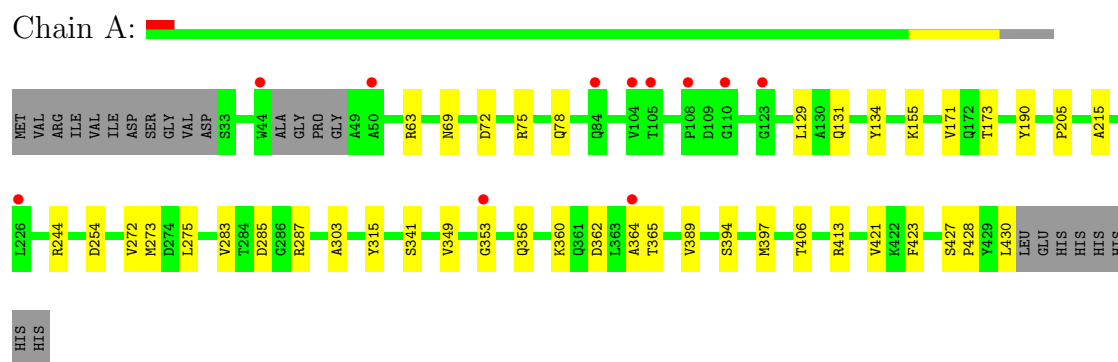 Chain A:
MET VAL ARG ILE VAL ILE ASP SER GLY VAL ASP S33 W44 ALA GLY PRO GLY A49 A50 R63 N69 D72 R75 Q78 Q84 V104 T105 P108 D109 G110 G123 L129 A130 Q131 Y134 K155 V171 Q172 T173 Y190 P205 A215
L226 R244 D254 V272 M273 D274 L275 V283 T284 D285 G286 R287 A303 Y315 S341 V349 G353 Q356 K360 Q361 D362 L363 A364 T365 V389 S394 M397 T406 R413 V421 K422 F423 S427 P428 Y429 L430 LEU GLU HIS HIS HIS HIS
HIS HIS